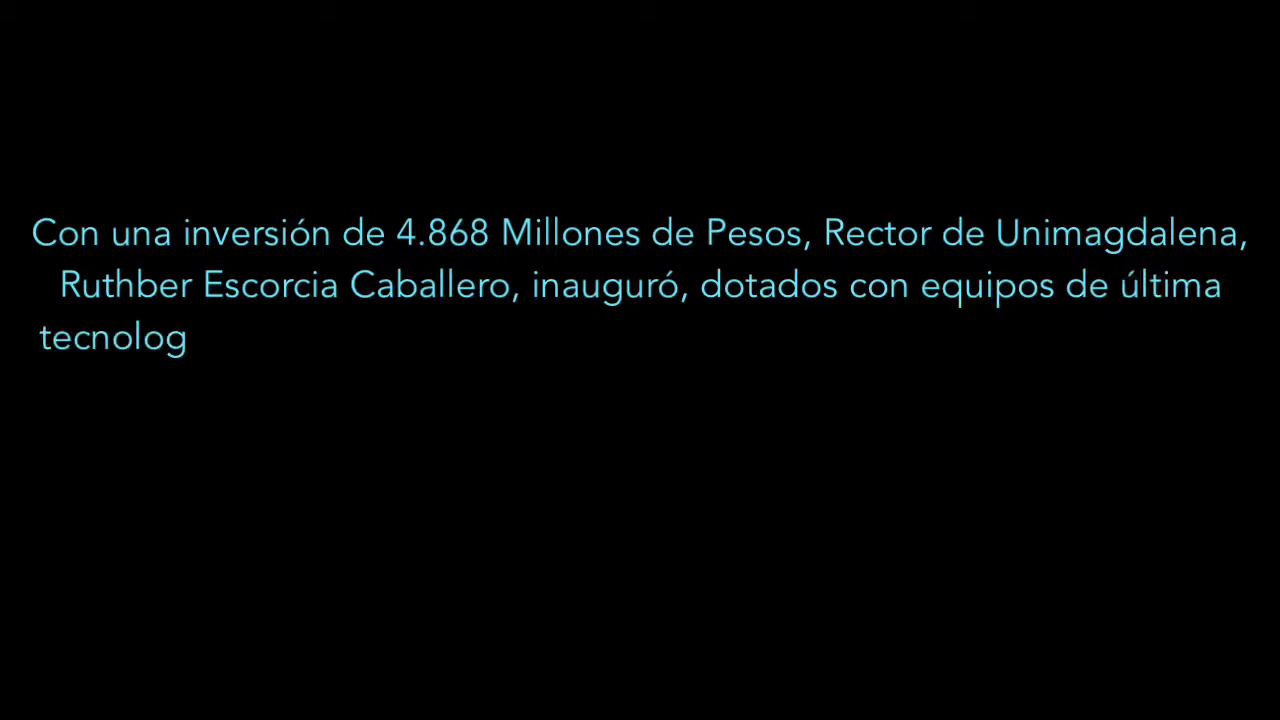 Con una inversión de 4.868 Millones de Pesos, Rector de Unimagdalena,
Ruthber Escorcia Caballero, inauguró, dotados con equipos de última
tecnolog